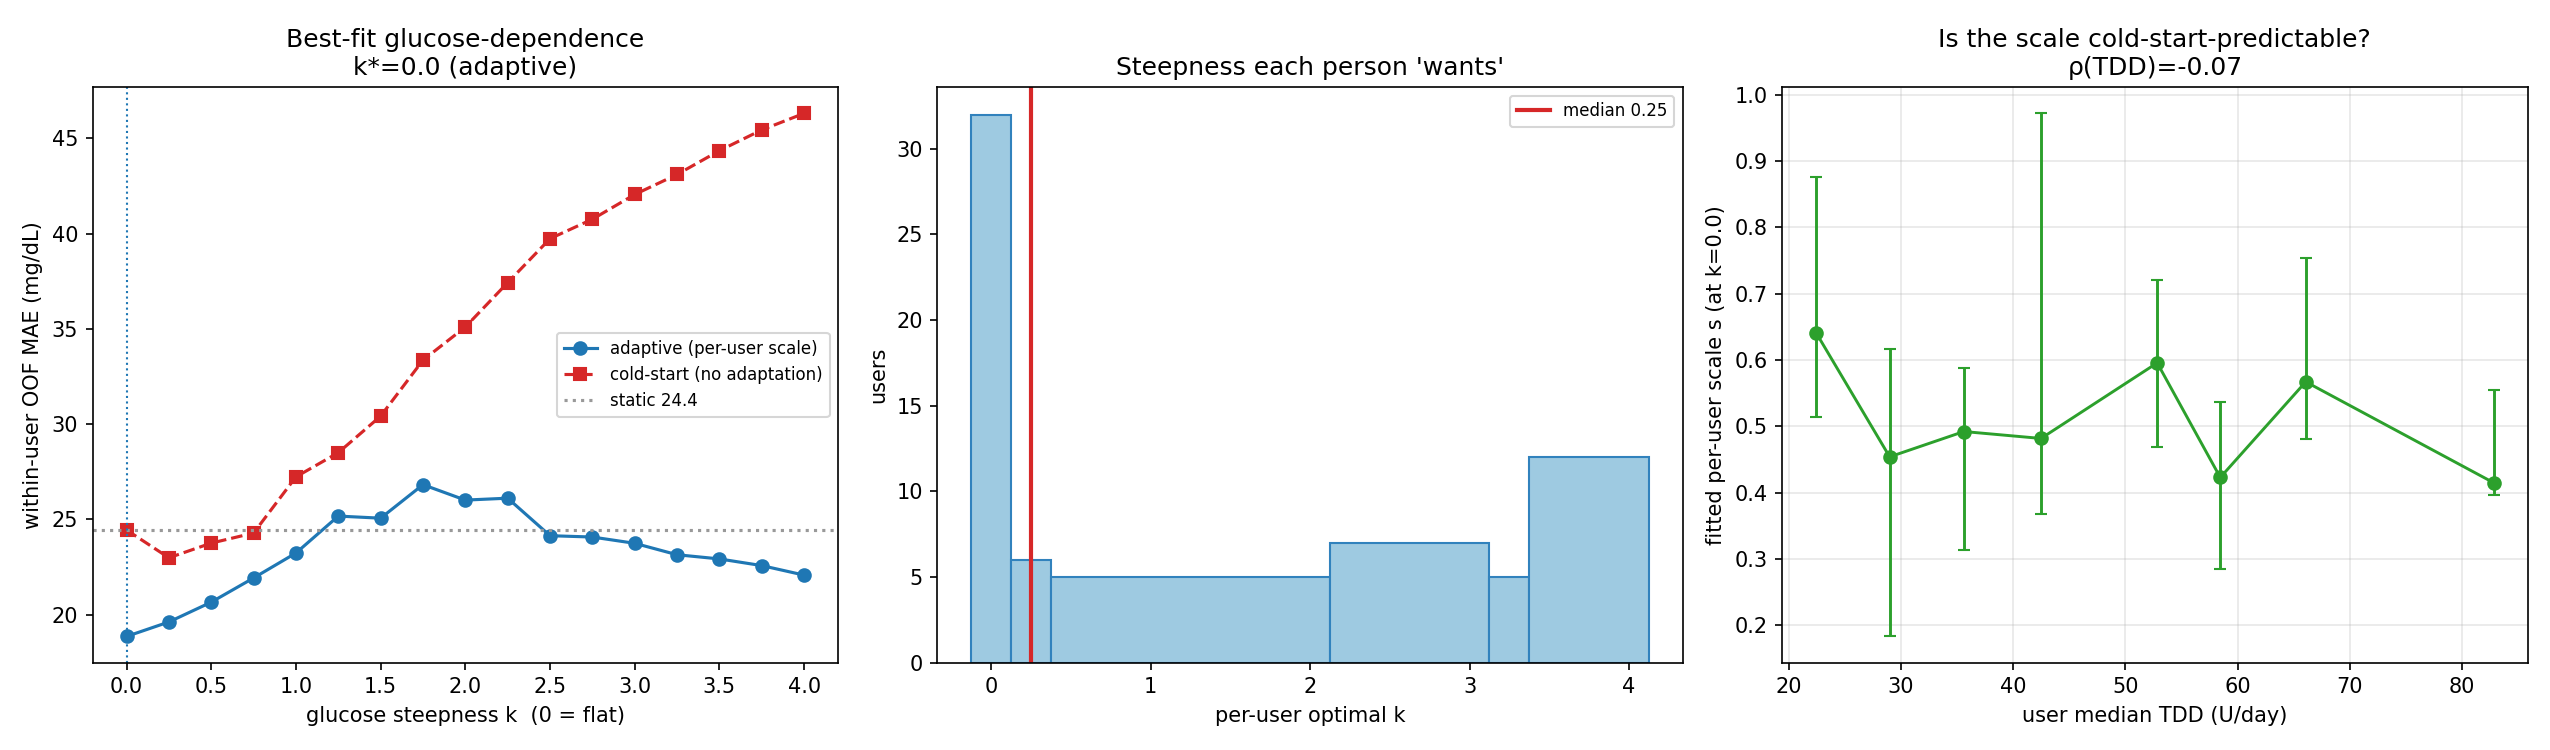 Best-fit glucose-dependence
k*=0.0 (adaptive)
within-user OOF MAE (mg/dL)
45
40
35
30
25
20
adaptive (per-user scale)
cold-start (no adaptation)
static 24.4
0.0 0.5 1.0 1.5 2.0 2.5 3.0 3.5 4.0
glucose steepness k  (0 = flat)
Steepness each person 'wants'
users
30
25
20
15
10
5
0
median 0.25
0 1 2 3 4
per-user optimal k
Is the scale cold-start-predictable?
ρ(TDD)=-0.07
fitted per-user scale s (at k=0.0)
1.0
0.9
0.8
0.7
0.6
0.5
0.4
0.3
0.2
20 30 40 50 60 70 80
user median TDD (U/day)